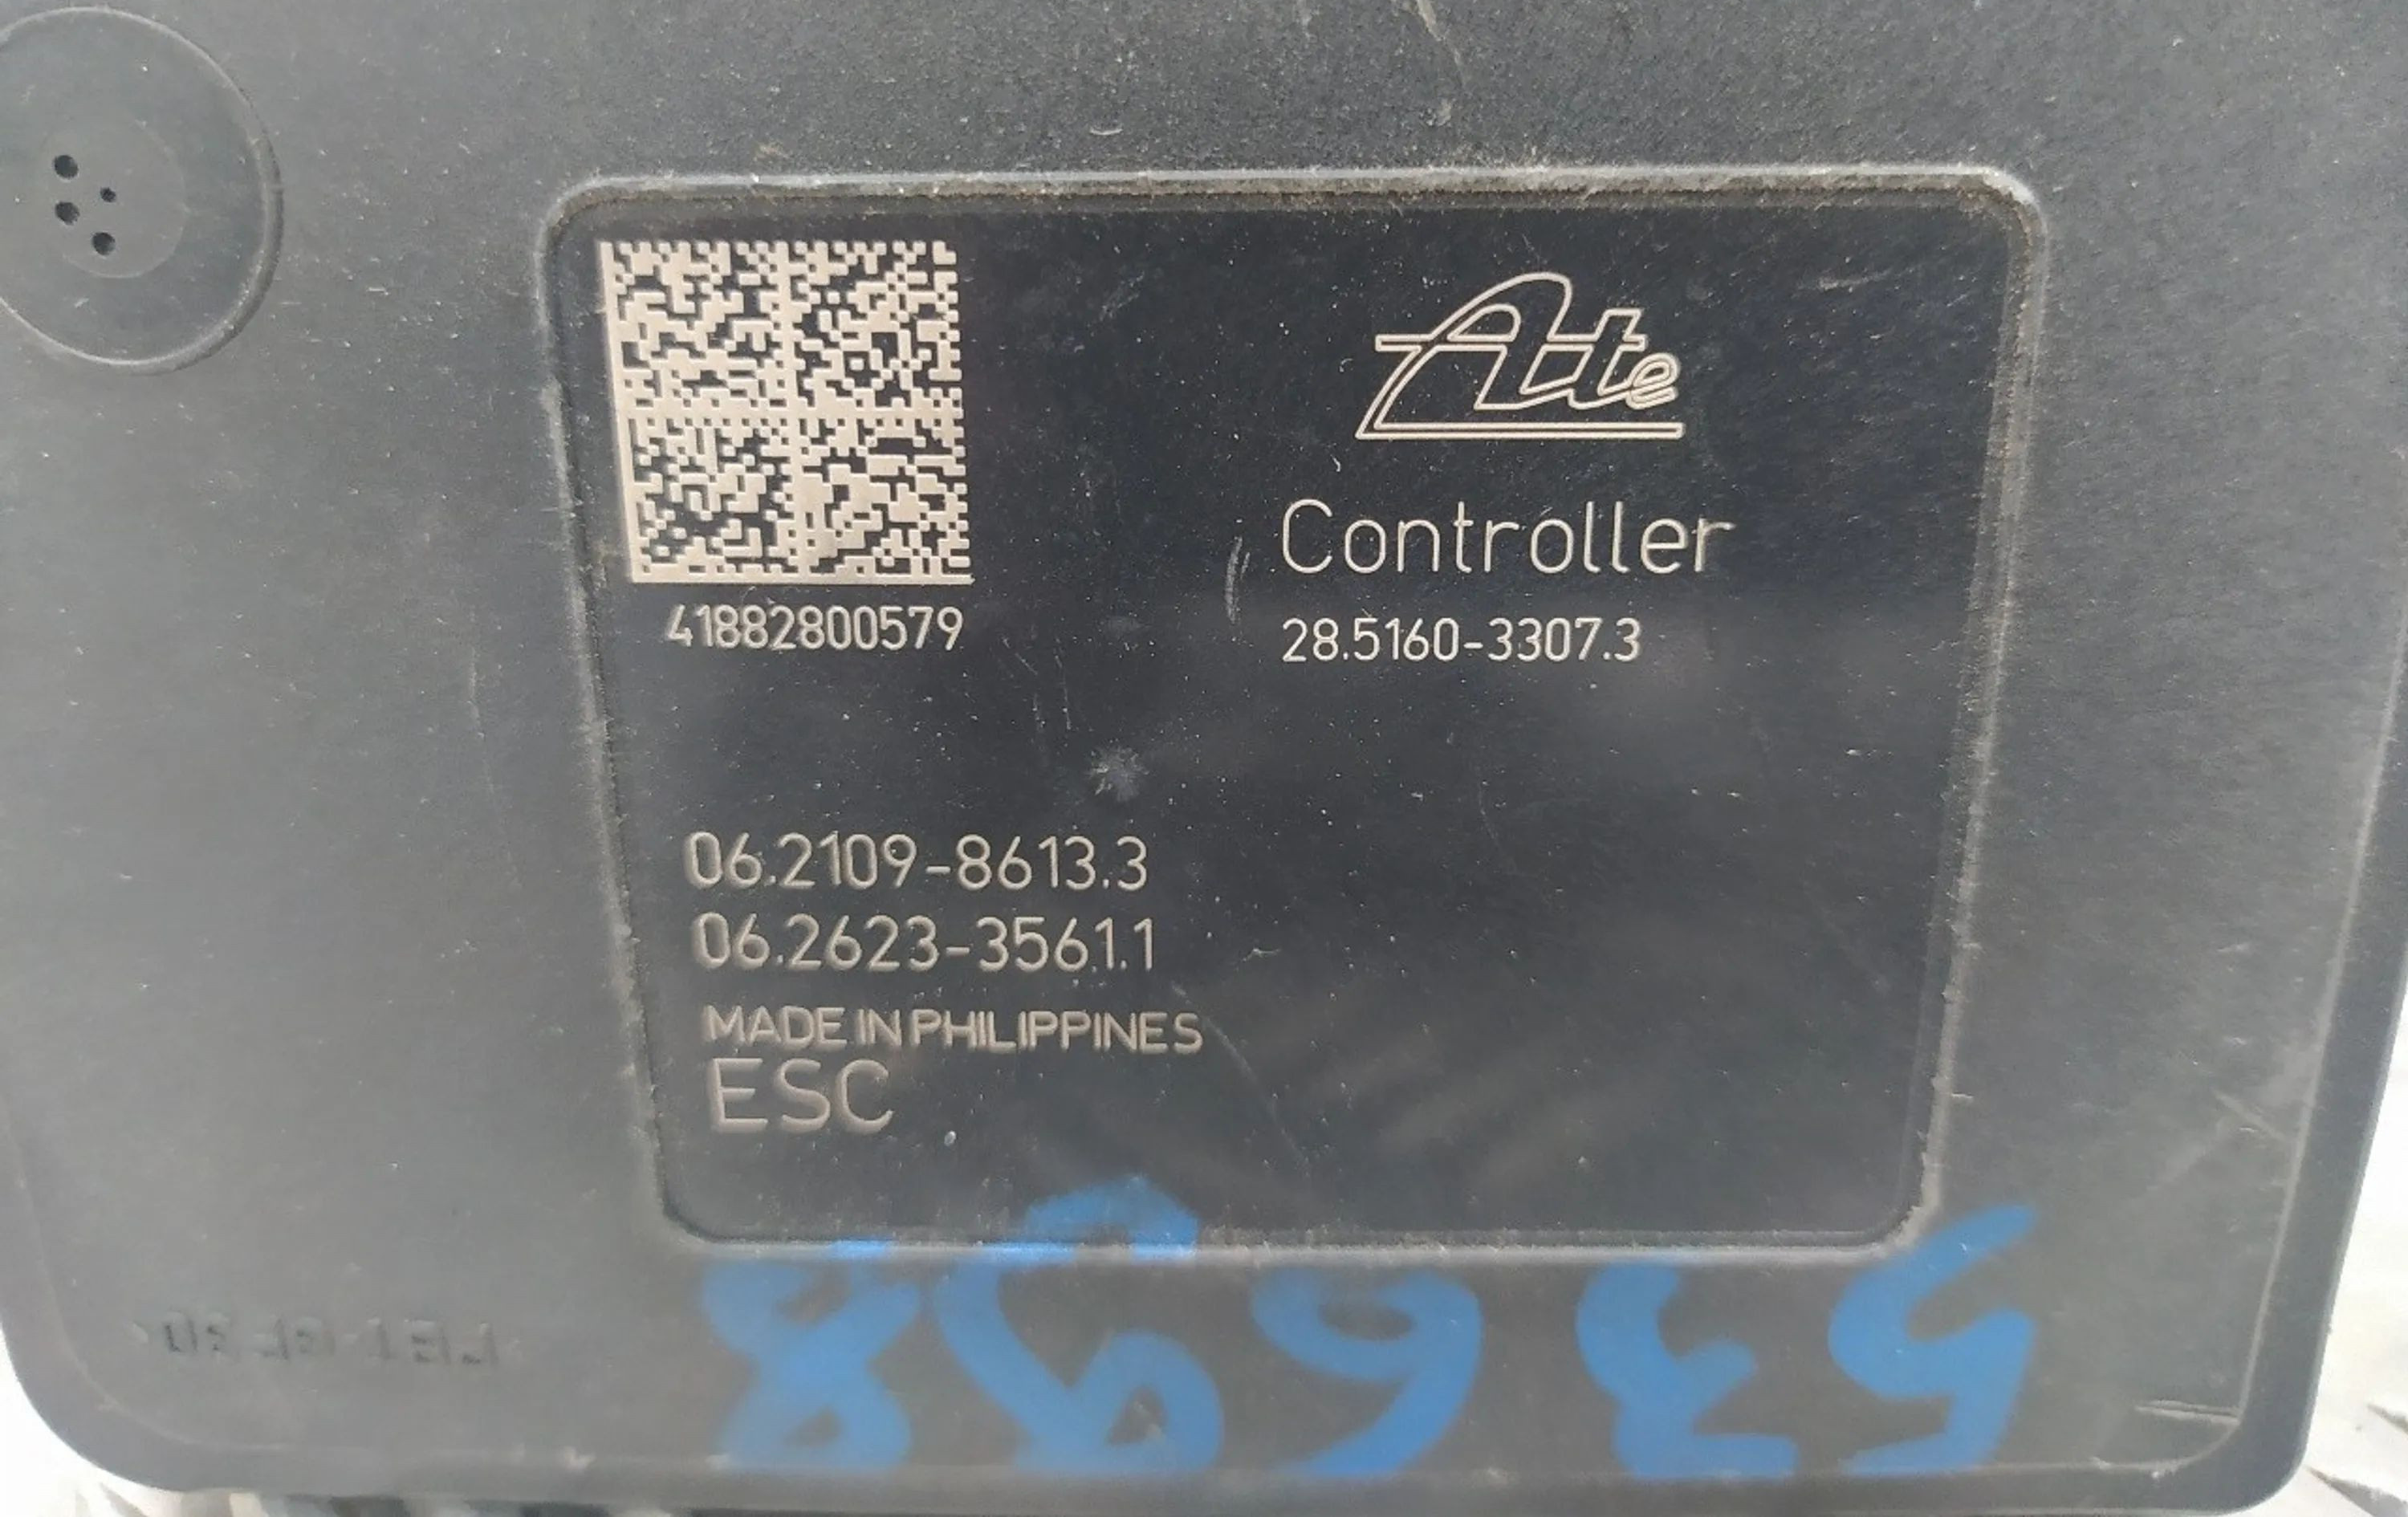 Ate
Controller
41882800579
28.5160-3307.3
06.2109-8613.3
06.2623-3561.1
MADE IN PHILIPPINES
ESC